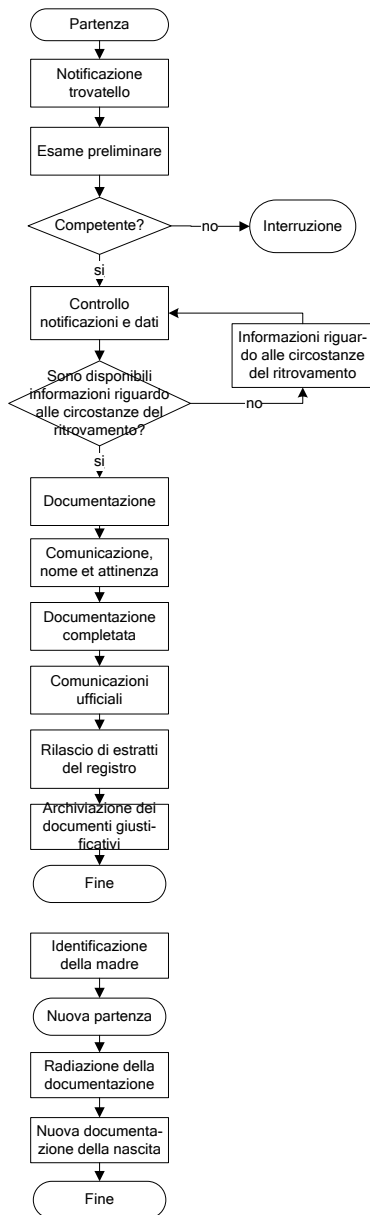 Partenza
Notificazione
trovatello
Esame preliminare
Competente?
no
Interruzione
si
Controllo
notificazioni e dati
Informazioni riguar-
do alle circostanze
del ritrovamento
Sono disponibili
informazioni riguardo
alle circostanze del
ritrovamento?
no
si
Documentazione
Comunicazione,
nome et attinenza
Documentazione
completata
Comunicazioni
ufficiali
Rilascio di estratti
del registro
Archiviazione dei
documenti giusti-
ficativi
Fine
Identificazione
della madre
Nuova partenza
Radiazione della
documentazione
Nuova documenta-
zione della nascita
Fine